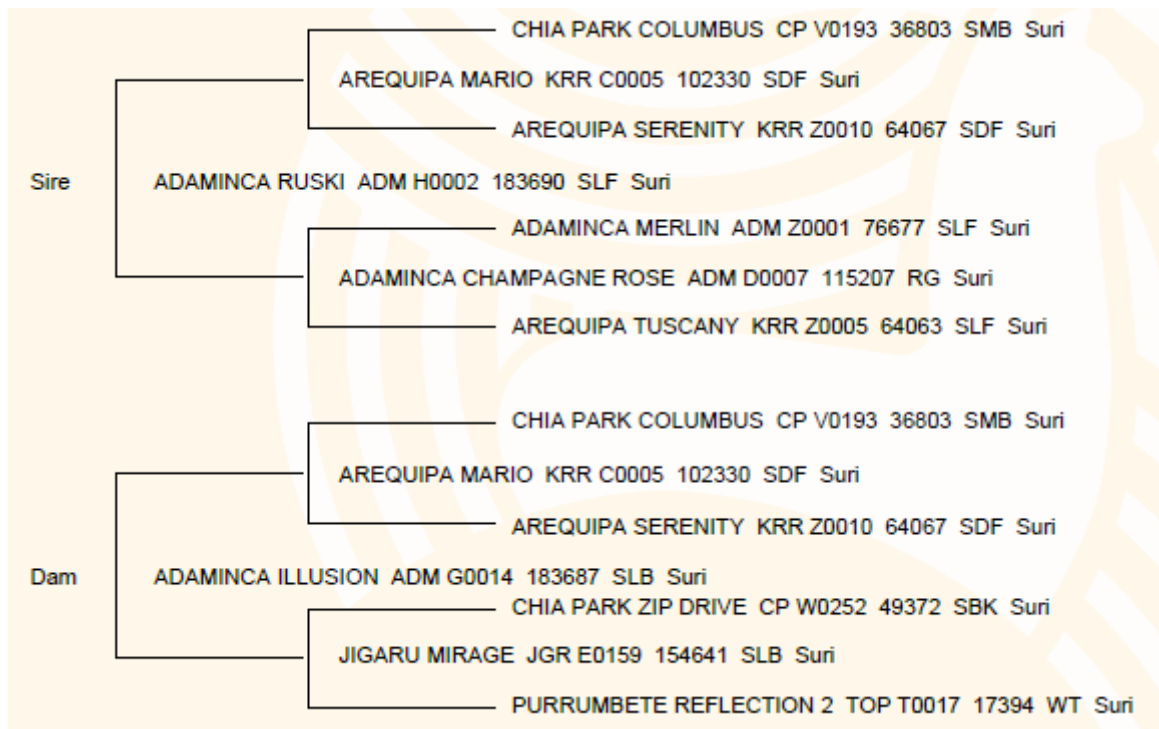 CHIA PARK COLUMBUS CP V0193 36803 SMB Suri
AREQUIPA MARIO KRR C0005 102330 SDF Suri
AREQUIPA SERENITY KRR Z0010 64067 SDF Suri
Sire ADAMINCA RUSKI ADM H0002 183690 SLF Suri
ADAMINCA MERLIN ADM Z0001 76677 SLF Suri
ADAMINCA CHAMPAGNE ROSE ADM D0007 115207 RG Suri
AREQUIPA TUSCANY KRR Z0005 64063 SLF Suri
CHIA PARK COLUMBUS CP V0193 36803 SMB Suri
AREQUIPA MARIO KRR C0005 102330 SDF Suri
AREQUIPA SERENITY KRR Z0010 64067 SDF Suri
Dam ADAMINCA ILLUSION ADM G0014 183687 SLB Suri
CHIA PARK ZIP DRIVE CP W0252 49372 SBK Suri
JIGARU MIRAGE JGR E0159 154641 SLB Suri
PURRUMBETE REFLECTION 2 TOP T0017 17394 WT Suri